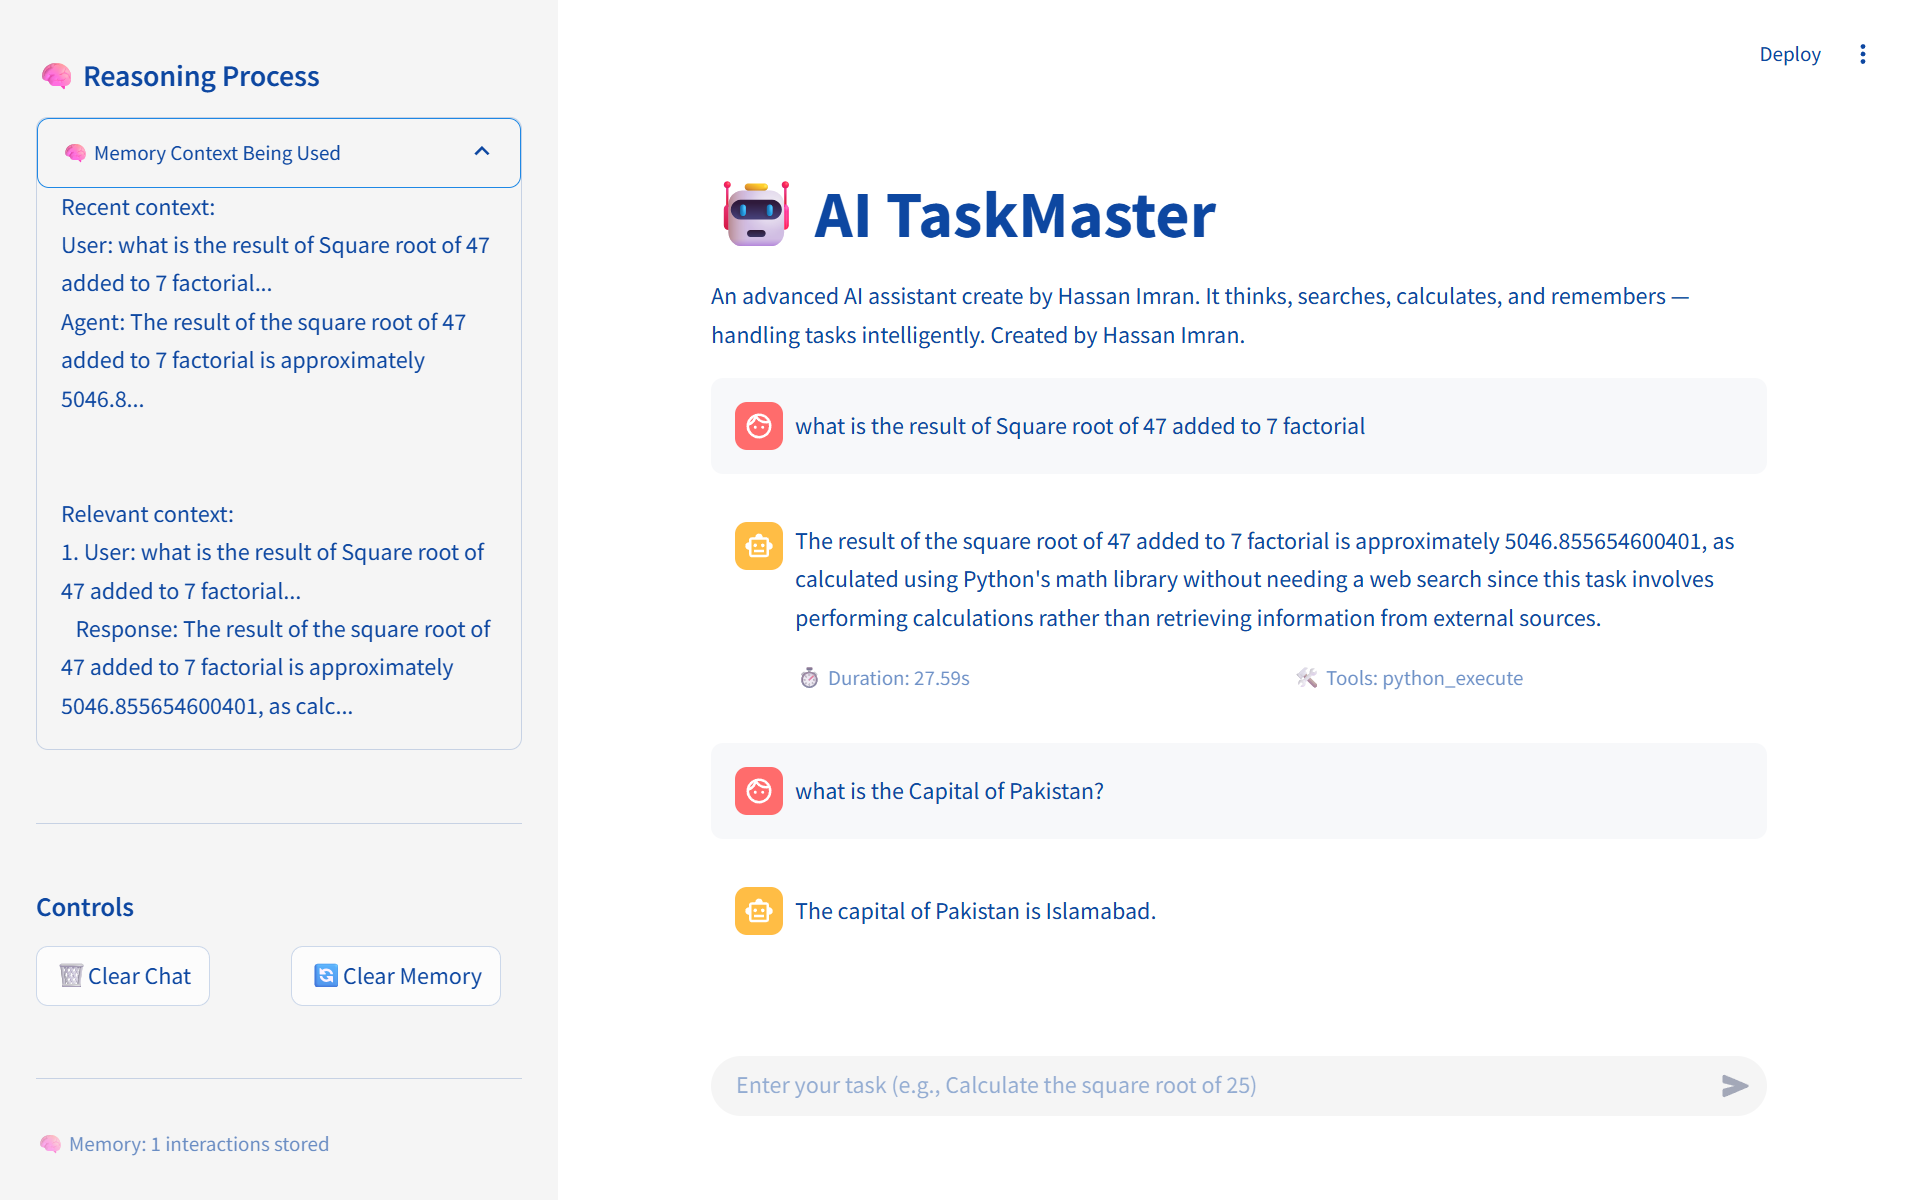 Reasoning Process
Memory Context Being Used
Recent context:
User: what is the result of Square root of 47
added to 7 factorial...
Agent: The result of the square root of 47
added to 7 factorial is approximately
5046.8...
Relevant context:
1. User: what is the result of Square root of
47 added to 7 factorial...
Response: The result of the square root of
47 added to 7 factorial is approximately
5046.855654600401, as calc...
Controls
Clear Chat
Clear Memory
Memory: 1 interactions stored
Deploy
AI TaskMaster
An advanced AI assistant create by Hassan Imran. It thinks, searches, calculates, and remembers —
handling tasks intelligently. Created by Hassan Imran.
what is the result of Square root of 47 added to 7 factorial
The result of the square root of 47 added to 7 factorial is approximately 5046.855654600401, as
calculated using Python's math library without needing a web search since this task involves
performing calculations rather than retrieving information from external sources.
Duration: 27.59s
Tools: python_execute
what is the Capital of Pakistan?
The capital of Pakistan is Islamabad.
Enter your task (e.g., Calculate the square root of 25)